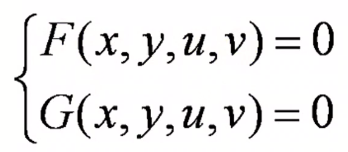 F(x, y, u, v) = 0
G(x, y, u, v) = 0